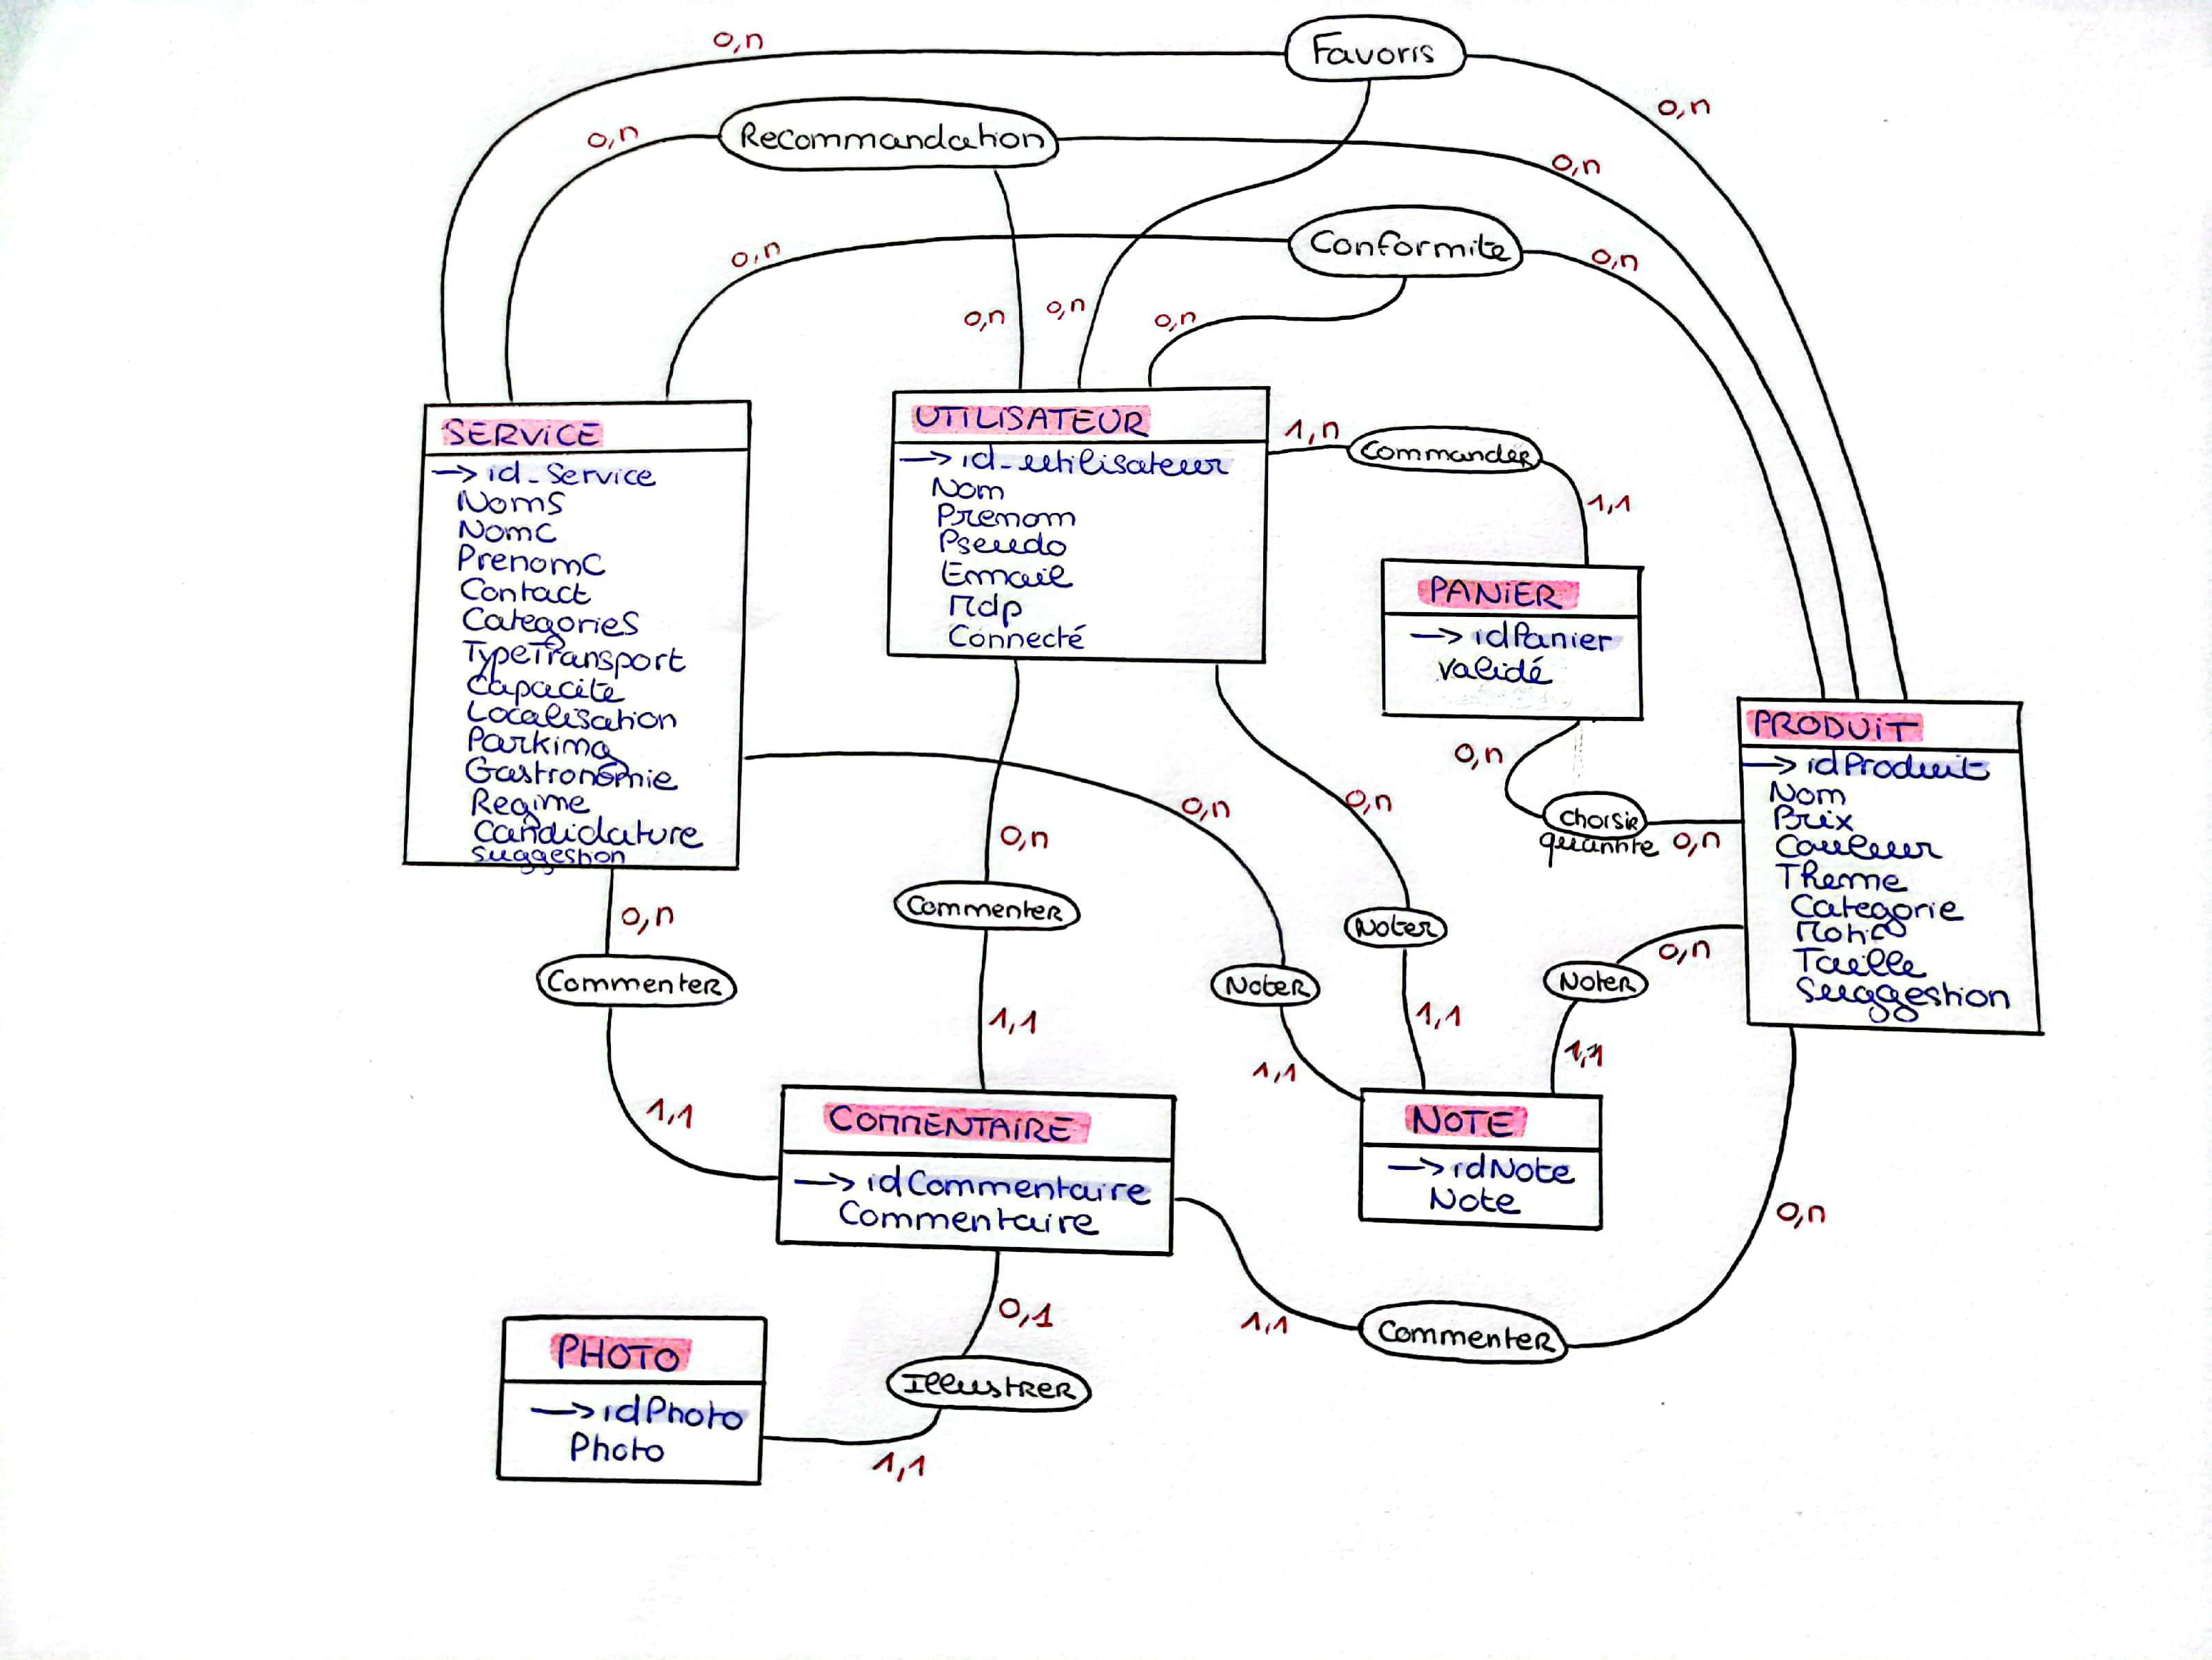 Favoris
0,n
0,n
Recommandation
0,n
0,n
Conformite
0,n
0,n
0,n
0,n
0,n
SERVICE
→ id_Service
NomS
NomC
PrenomC
Contact
CategorieS
TypeTransport
Capacite
Localisation
Parking
Gastronomie
Regime
Candidature
Suggestion
UTILISATEUR
→ id_utilisateur
Nom
Prenom
Pseudo
Email
Mdp
Connecté
1,n
Commander
1,1
PANIER
→ idPanier
validé
0,n
choisir
quantite
0,n
PRODUIT
→ idProduit
Nom
Prix
Couleur
Theme
Categorie
Motif
Taille
Suggestion
0,n
Commenter
1,1
0,n
Commenter
1,1
0,n
Noter
1,1
0,n
Noter
1,1
0,n
Noter
1,1
COMMENTAIRE
→ idCommentaire
Commentaire
NOTE
→ idNote
Note
0,n
Commenter
1,1
0,1
Illustrer
1,1
PHOTO
→ idPhoto
Photo